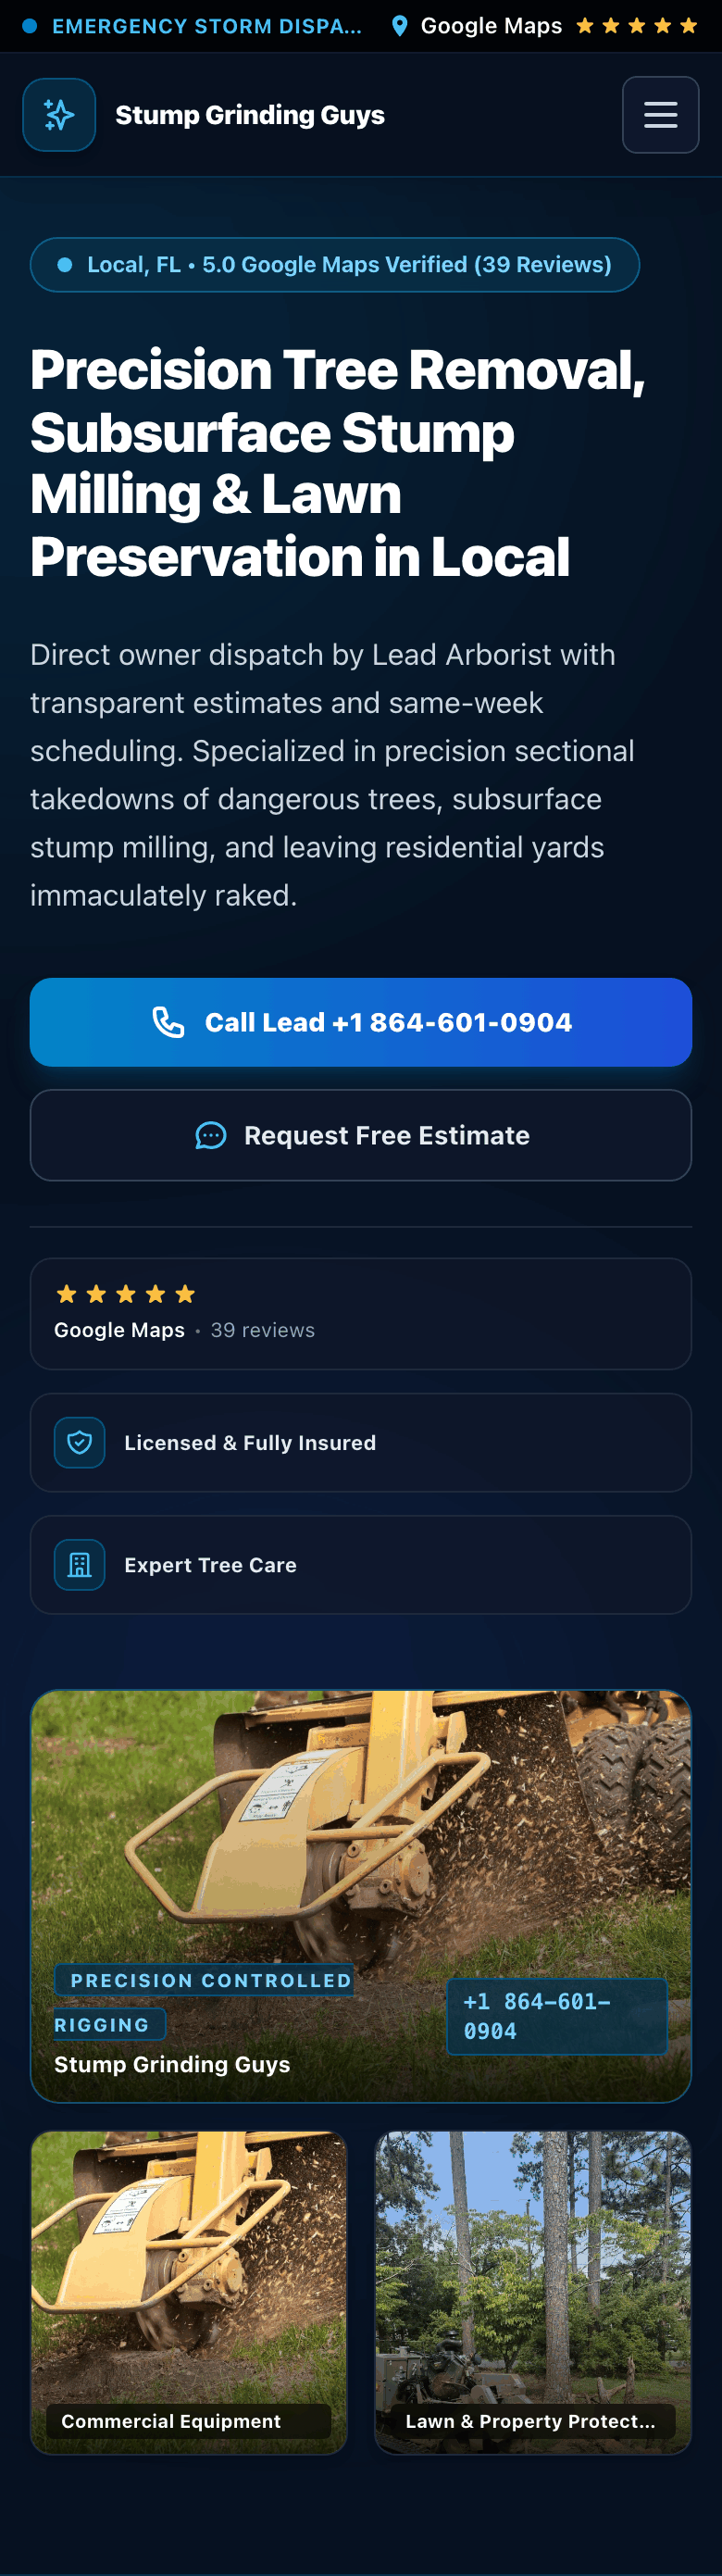 EMERGENCY STORM DISPA... Google Maps
Stump Grinding Guys
Local, FL • 5.0 Google Maps Verified (39 Reviews)
Precision Tree Removal,
Subsurface Stump
Milling & Lawn
Preservation in Local
Direct owner dispatch by Lead Arborist with
transparent estimates and same-week
scheduling. Specialized in precision sectional
takedowns of dangerous trees, subsurface
stump milling, and leaving residential yards
immaculately raked.
Call Lead +1 864-601-0904
Request Free Estimate
Google Maps • 39 reviews
Licensed & Fully Insured
Expert Tree Care
PRECISION CONTROLLED
RIGGING
Stump Grinding Guys
+1 864-601-
0904
Commercial Equipment
Lawn & Property Protect...